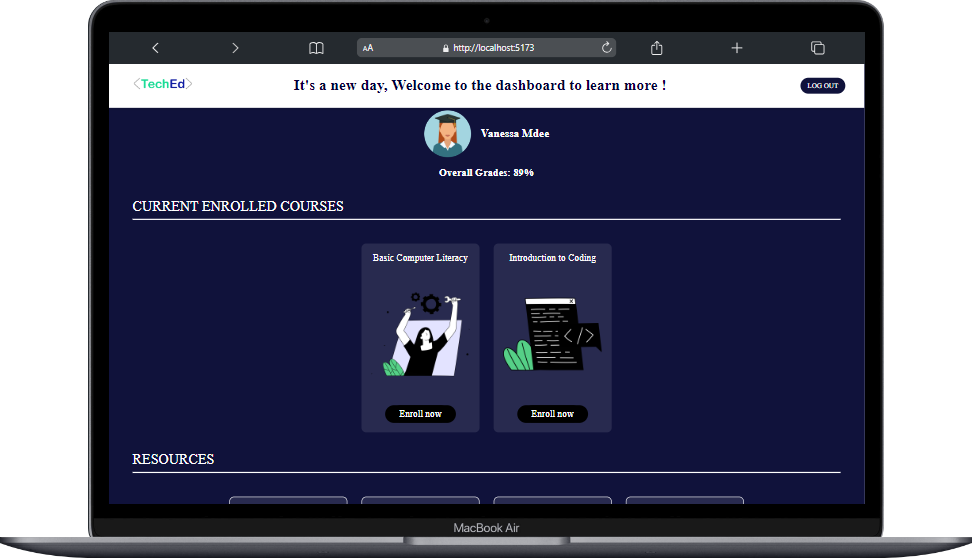 AA
http://localhost:5173
<TechEd>
It's a new day, Welcome to the dashboard to learn more !
LOG OUT
Vanessa Mdee
Overall Grades: 89%
CURRENT ENROLLED COURSES
Basic Computer Literacy
Introduction to Coding
</>
Enroll now
Enroll now
RESOURCES
MacBook Air